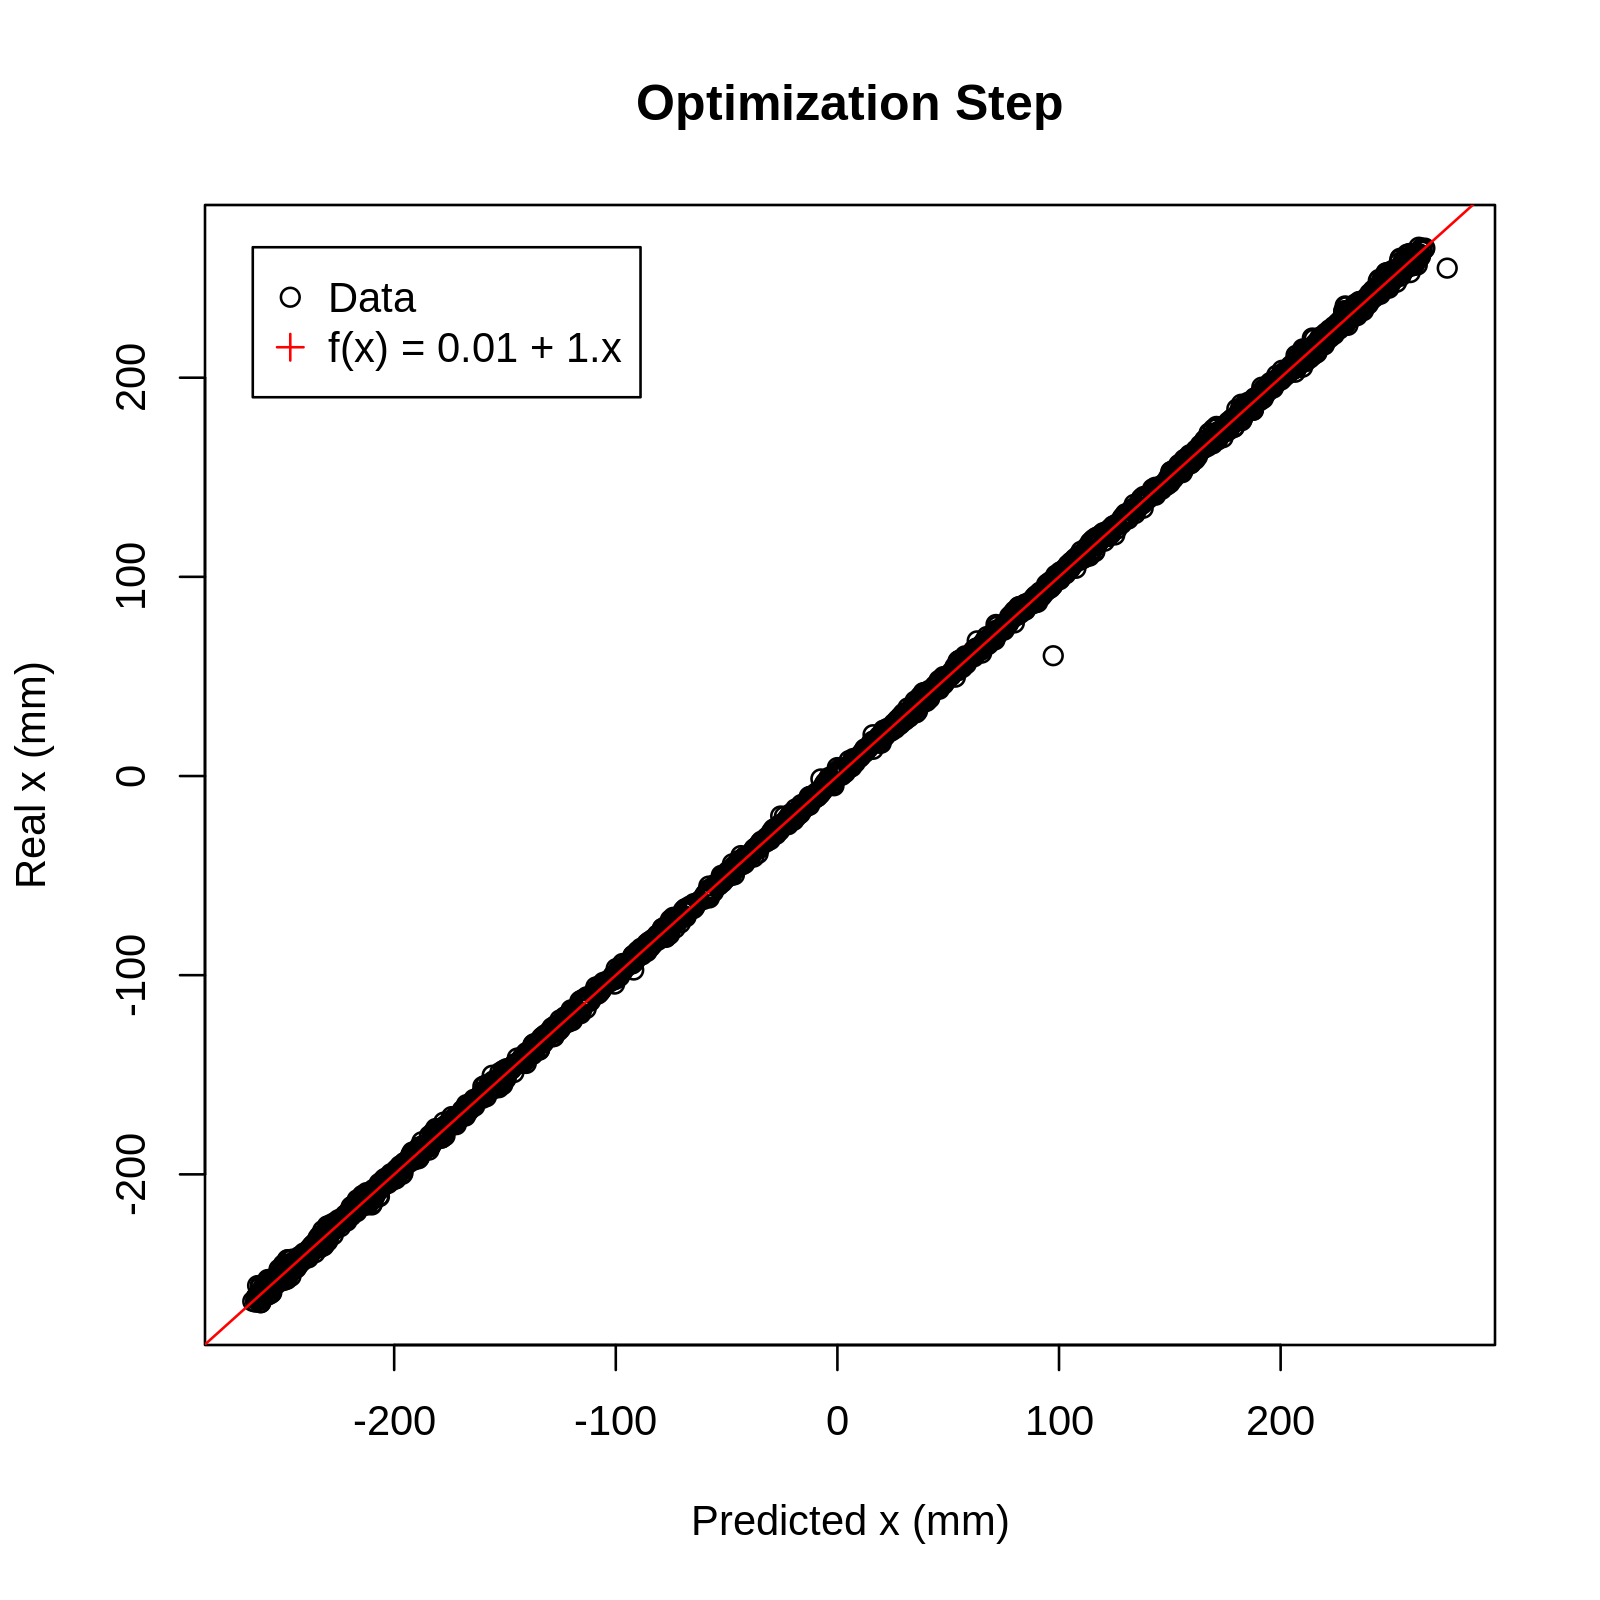 Optimization Step
Data
f(x) = 0.01 + 1.x
Real x (mm)
200
100
0
-100
-200
-200 -100 0 100 200
Predicted x (mm)